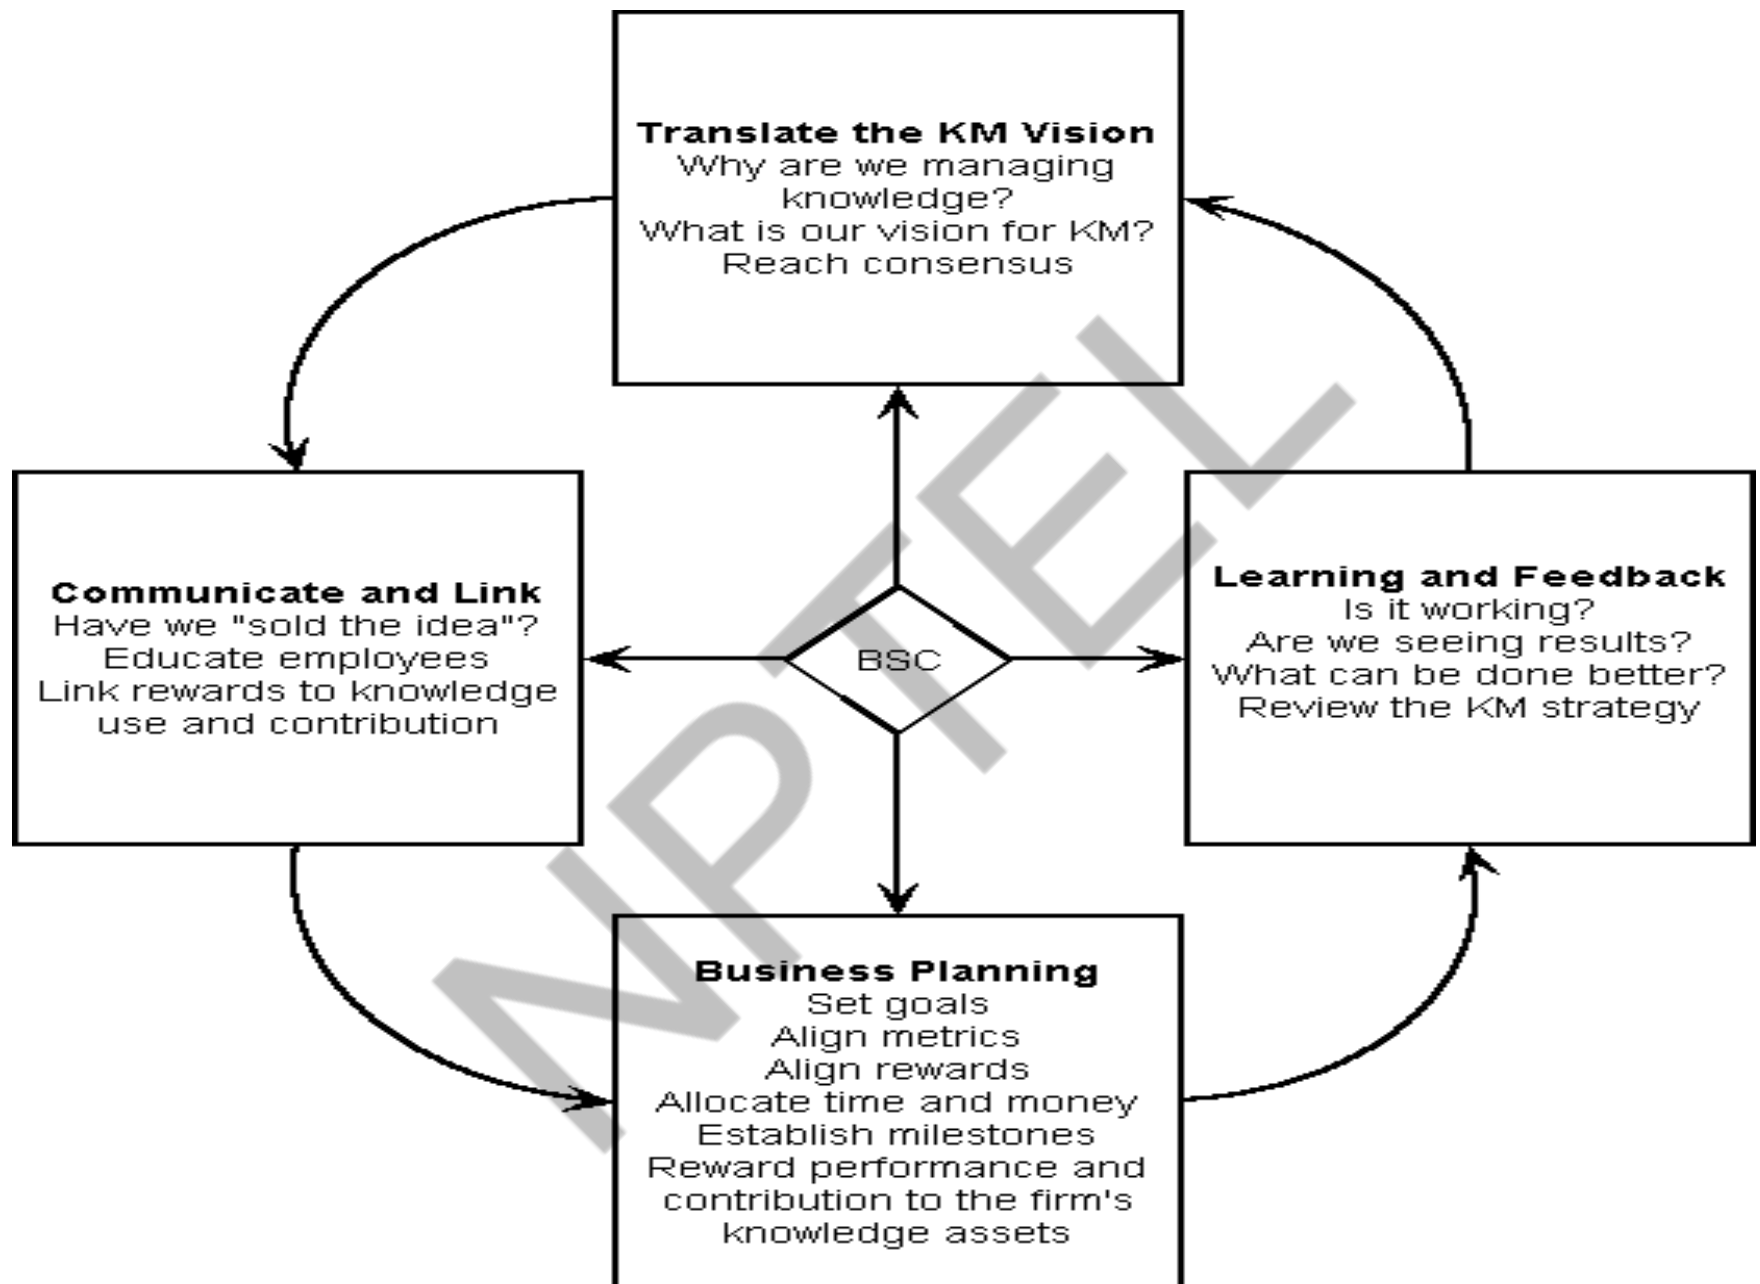 Translate the KM Vision
Why are we managing
knowledge?
What is our vision for KM?
Reach consensus
Communicate and Link
Have we "sold the idea"?
Educate employees
Link rewards to knowledge
use and contribution
BSC
Learning and Feedback
Is it working?
Are we seeing results?
What can be done better?
Review the KM strategy
Business Planning
Set goals
Align metrics
Align rewards
Allocate time and money
Establish milestones
Reward performance and
contribution to the firm's
knowledge assets
NPTEL